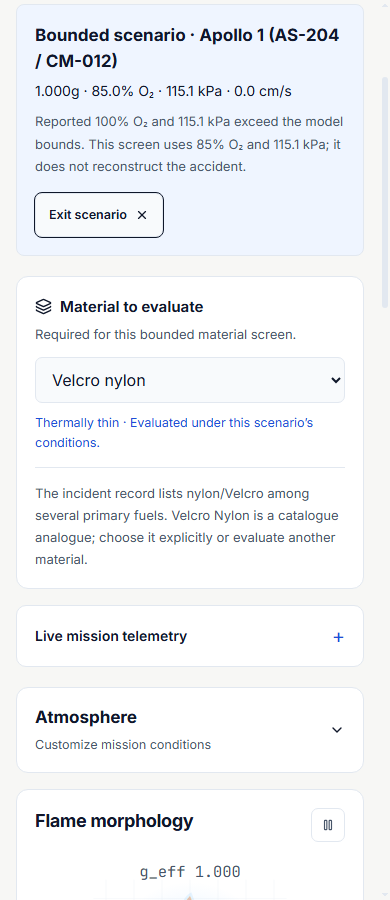 Bounded scenario · Apollo 1 (AS-204
/ CM-012)
1.000g · 85.0% O₂ · 115.1 kPa · 0.0 cm/s
Reported 100% O₂ and 115.1 kPa exceed the model
bounds. This screen uses 85% O₂ and 115.1 kPa; it
does not reconstruct the accident.
Exit scenario ×
Material to evaluate
Required for this bounded material screen.
Velcro nylon
Thermally thin · Evaluated under this scenario's
conditions.
The incident record lists nylon/Velcro among
several primary fuels. Velcro Nylon is a catalogue
analogue; choose it explicitly or evaluate another
material.
Live mission telemetry +
Atmosphere
Customize mission conditions
Flame morphology
g_eff 1.000